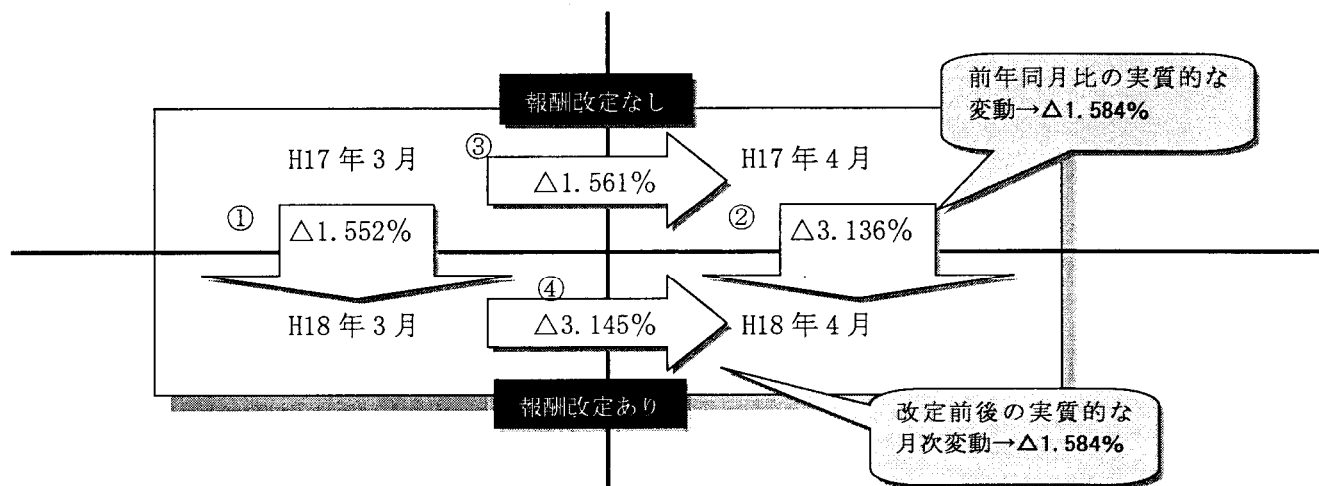 報酬改定なし
前年同月比の実質的な
変動→△1.584%
H17年3月
③
△1.561%
H17年4月
①
△1.552%
②
△3.136%
H18年3月
④
△3.145%
H18年4月
報酬改定あり
改定前後の実質的な
月次変動→△1.584%